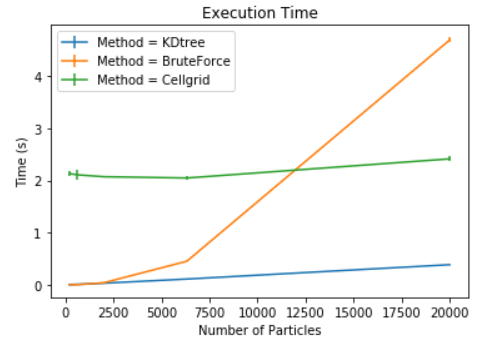 Execution Time
Method = KDtree
Method = BruteForce
Method = Cellgrid
Time (s)
4
3
2
1
0
0 2500 5000 7500 10000 12500 15000 17500 20000
Number of Particles